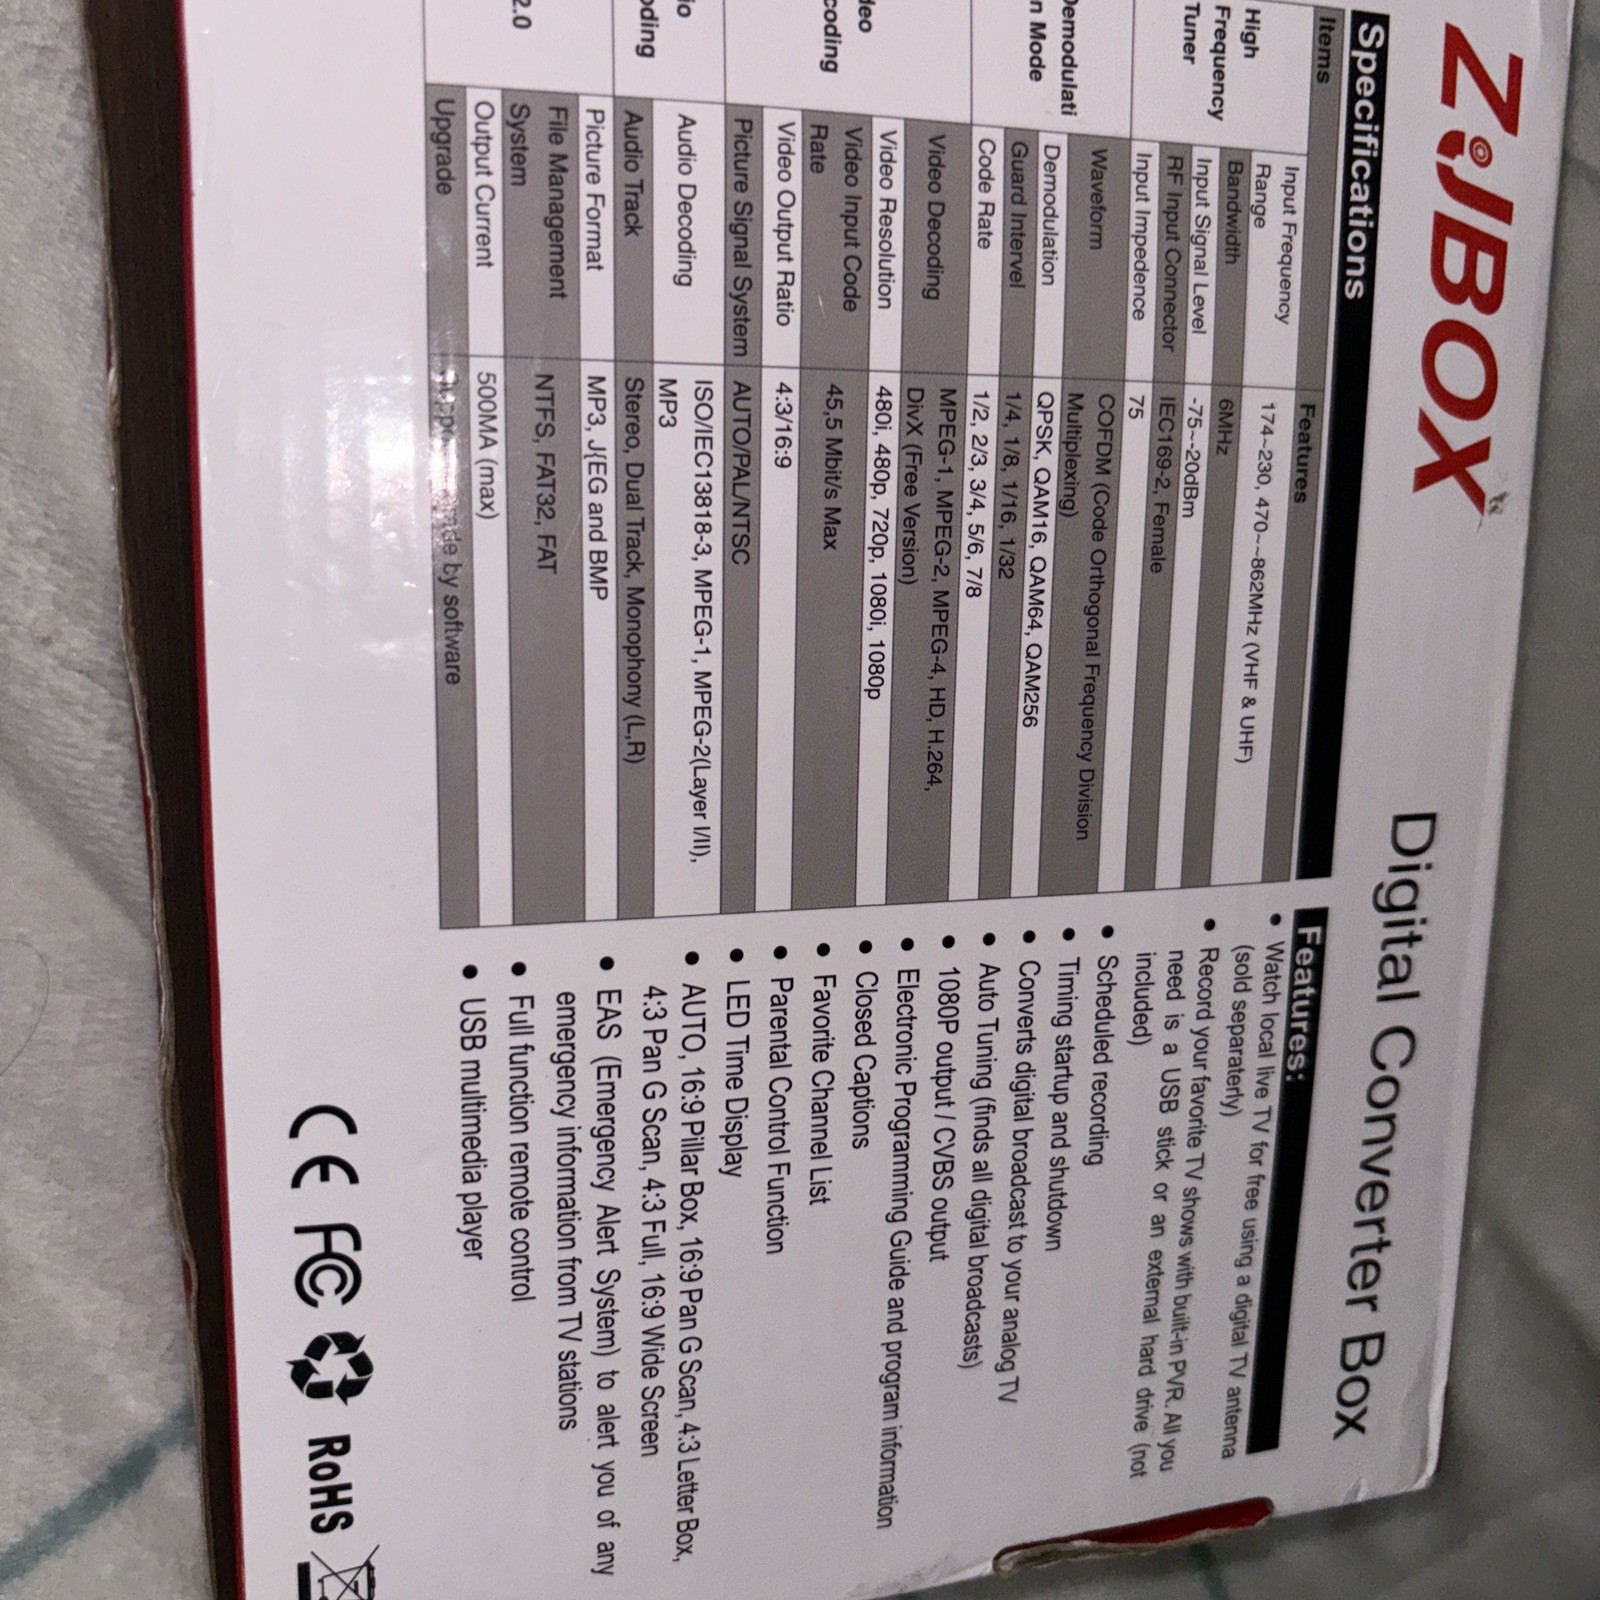 ZJBOX
Digital Converter Box
Specifications
Items
Features
High
Frequency
Tuner
Input Frequency
Range
174~230, 470~~862MHz (VHF & UHF)
Bandwidth
6MHz
Input Signal Level
-75~-20dBm
RF Input Connector
IEC169-2, Female
Input Impedence
75
Demodulati
n Mode
Waveform
COFDM (Code Orthogonal Frequency Division
Multiplexing)
Demodulation
QPSK, QAM16, QAM64, QAM256
Guard Intervel
1/4, 1/8, 1/16, 1/32
Code Rate
1/2, 2/3, 3/4, 5/6, 7/8
deo
coding
Video Decoding
MPEG-1, MPEG-2, MPEG-4, HD, H.264,
DivX (Free Version)
Video Resolution
480i, 480p, 720p, 1080i, 1080p
Video Input Code
Rate
45,5 Mbit/s Max
Video Output Ratio
4:3/16:9
Picture Signal System
AUTO/PAL/NTSC
io
oding
Audio Decoding
ISO/IEC13818-3, MPEG-1, MPEG-2(Layer I/II),
MP3
Audio Track
Stereo, Dual Track, Monophony (L,R)
2.0
Picture Format
MP3, J{EG and BMP
File Management
System
NTFS, FAT32, FAT
Output Current
500MA (max)
Upgrade
by software
Features:
• Watch local live TV for free using a digital TV antenna
(sold separaterly)
• Record your favorite TV shows with built-in PVR. All you
need is a USB stick or an external hard drive (not
included)
• Scheduled recording
• Timing startup and shutdown
• Converts digital broadcast to your analog TV
• Auto Tuning (finds all digital broadcasts)
• 1080P output / CVBS output
• Electronic Programming Guide and program information
• Closed Captions
• Favorite Channel List
• Parental Control Function
• LED Time Display
• AUTO, 16:9 Pillar Box, 16:9 Pan G Scan, 4:3 Letter Box,
4:3 Pan G Scan, 4:3 Full, 16:9 Wide Screen
• EAS (Emergency Alert System) to alert you of any
emergency information from TV stations
• Full function remote control
• USB multimedia player
CE FC RoHS